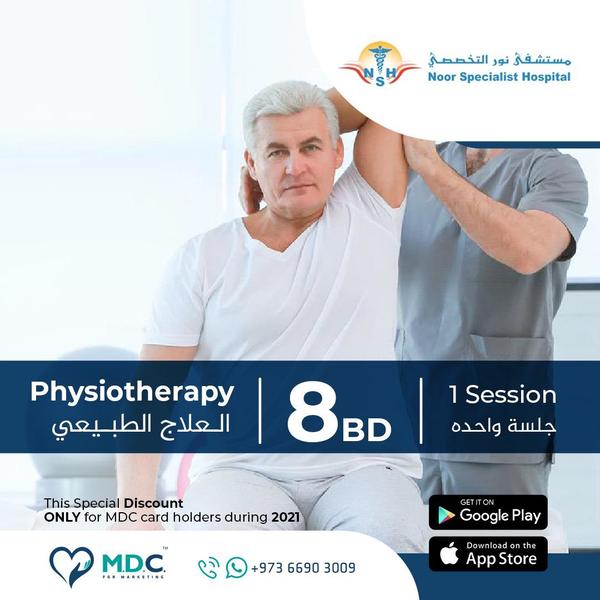 مستشفى نور التخصصي
NSH
Noor Specialist Hospital
Physiotherapy
العلاج الطبيعي
8BD
1 Session
جلسة واحده
This Special Discount
ONLY for MDC card holders during 2021
M.D.C.™
FOR MARKETING
+973 6690 3009
GET IT ON
Google Play
Download on the
App Store